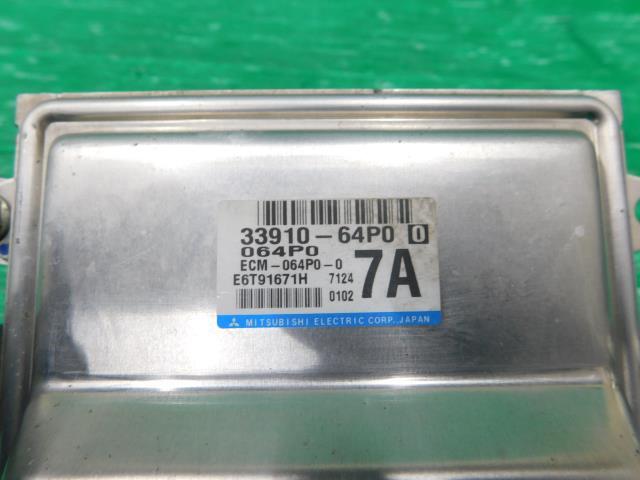 33910-64P0 0
064P0
ECM-064P0-0
E6T91671H 7124
7A
0102
MITSUBISHI ELECTRIC CORP., JAPAN